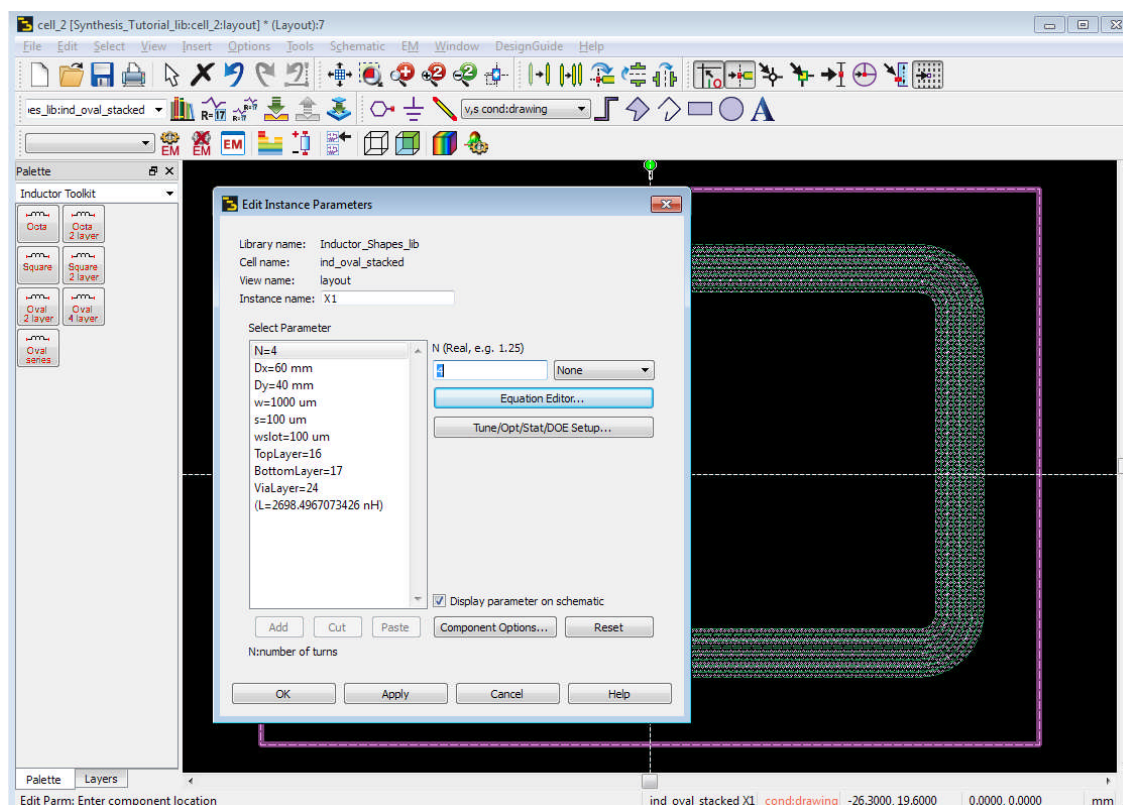 cell_2 [Synthesis_Tutorial_lib:cell_2:layout] * (Layout):7
File Edit Select View Insert Options Tools Schematic EM Window DesignGuide Help
es_lib:ind_oval_stacked R=17 v,s cond:drawing A
EM EM EM
Palette
Inductor Toolkit
Octa Octa 2 layer
Square Square 2 layer
Oval 2 layer Oval 4 layer
Oval series
Edit Instance Parameters
Library name: Inductor_Shapes_lib
Cell name: ind_oval_stacked
View name: layout
Instance name: X1
Select Parameter
N=4
Dx=60 mm
Dy=40 mm
w=1000 um
s=100 um
wslot=100 um
TopLayer=16
BottomLayer=17
ViaLayer=24
(L=2698.4967073426 nH)
N (Real, e.g. 1.25)
4 None
Equation Editor...
Tune/Opt/Stat/DOE Setup...
Display parameter on schematic
Add Cut Paste Component Options... Reset
N:number of turns
OK Apply Cancel Help
Palette Layers
Edit Parm: Enter component location ind_oval_stacked X1 cond:drawing -26.3000, 19.6000 0.0000, 0.0000 mm